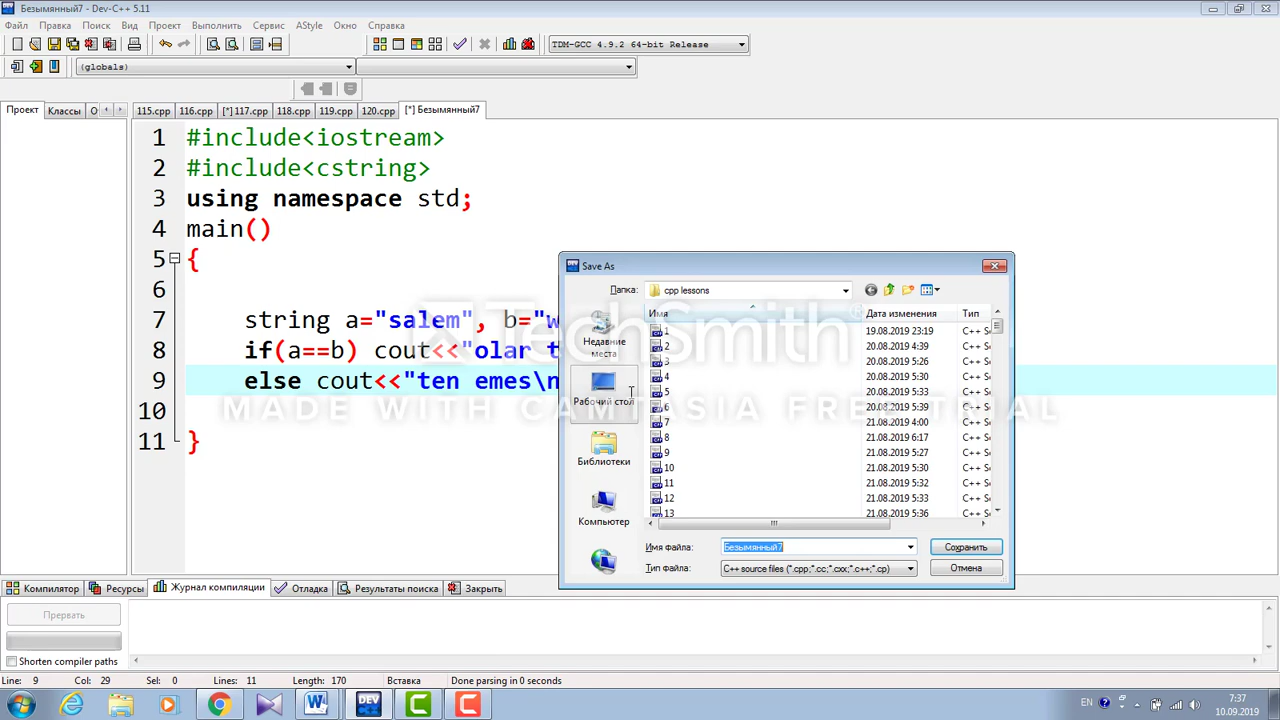 Безымянный7 - Dev-C++ 5.11
Файл Правка Поиск Вид Проект Выполнить Сервис AStyle Окно Справка
TDM-GCC 4.9.2 64-bit Release
(globals)
Проект Классы О
115.cpp 116.cpp [*] 117.cpp 118.cpp 119.cpp 120.cpp [*] Безымянный7
1 #include<iostream>
2 #include<cstring>
3 using namespace std;
4 main()
5 {
6
7 string a="salem", b="w
8 if(a==b) cout<<"olar t
9 else cout<<"ten emes\n
10
11 }
Save As
Папка: cpp lessons
Имя Дата изменения Тип
1 19.08.2019 23:19 C++ S
2 20.08.2019 4:39 C++ S
3 20.08.2019 5:26 C++ S
4 20.08.2019 5:30 C++ S
5 20.08.2019 5:33 C++ S
6 20.08.2019 5:39 C++ S
7 21.08.2019 4:00 C++ S
8 21.08.2019 6:17 C++ S
9 21.08.2019 5:27 C++ S
10 21.08.2019 5:30 C++ S
11 21.08.2019 5:32 C++ S
12 21.08.2019 5:33 C++ S
13 21.08.2019 5:36 C++ S
Недавние места
Рабочий стол
Библиотеки
Компьютер
Имя файла: Безымянный7 Сохранить
Тип файла: C++ source files (*.cpp;*.cc;*.cxx;*.c++;*.cp) Отмена
TechSmith®
MADE WITH CAMTASIA FREE TRIAL
Компилятор Ресурсы Журнал компиляции Отладка Результаты поиска Закрыть
Прервать
Shorten compiler paths
Line: 9 Col: 29 Sel: 0 Lines: 11 Length: 170 Вставка Done parsing in 0 seconds
EN 7:37
10.09.2019